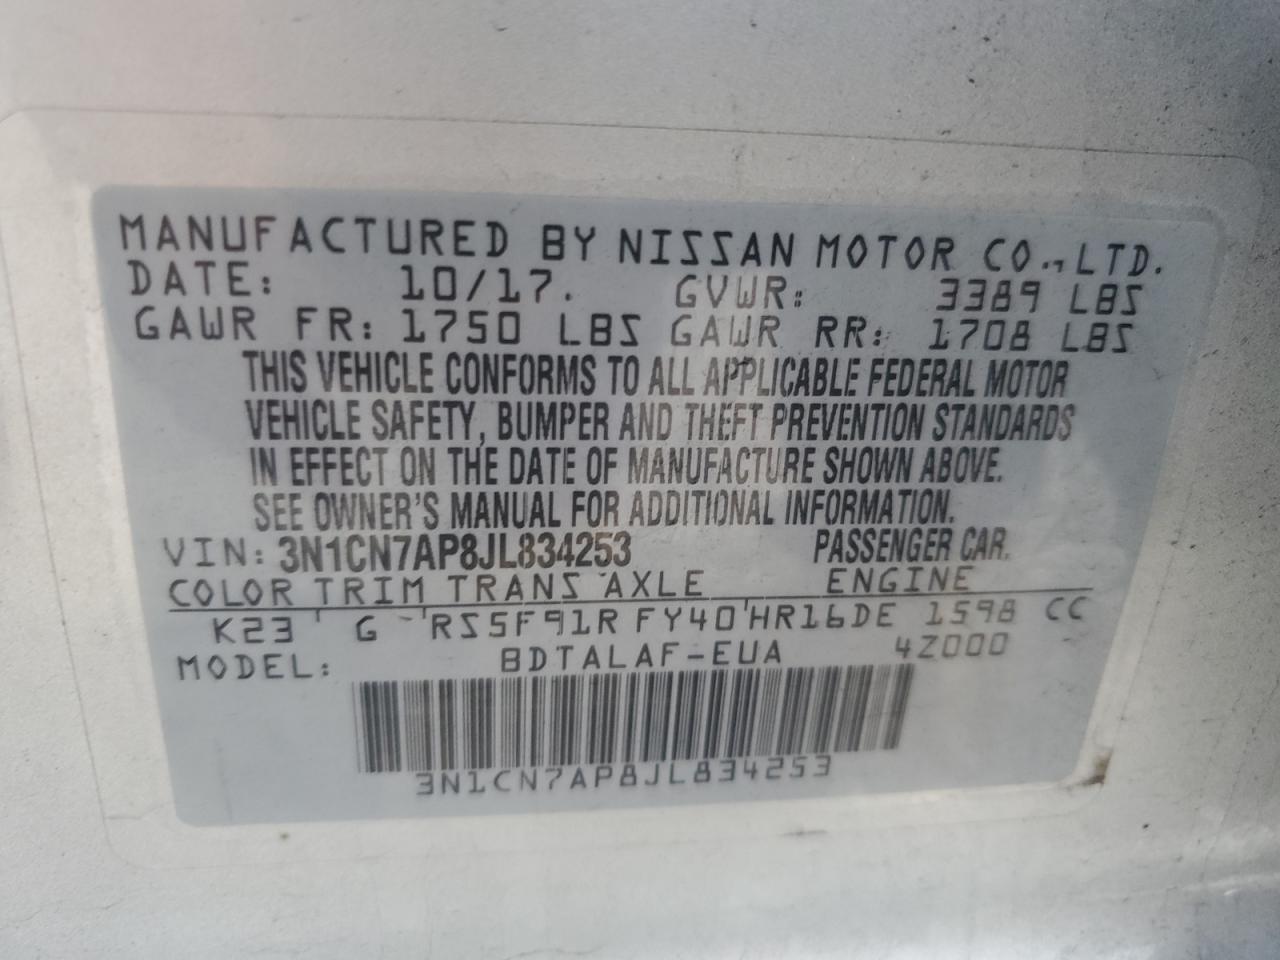 MANUFACTURED BY NISSAN MOTOR CO., LTD.
DATE: 10/17. GVWR: 3389 LBS
GAWR FR: 1750 LBS GAWR RR: 1708 LBS
THIS VEHICLE CONFORMS TO ALL APPLICABLE FEDERAL MOTOR
VEHICLE SAFETY, BUMPER AND THEFT PREVENTION STANDARDS
IN EFFECT ON THE DATE OF MANUFACTURE SHOWN ABOVE.
SEE OWNER'S MANUAL FOR ADDITIONAL INFORMATION.
VIN: 3N1CN7AP8JL834253 PASSENGER CAR.
COLOR TRIM TRANS AXLE ENGINE
K23 G RS5F91R FY40 HR16DE 1598 CC
MODEL: BDTALAF-EUA 4Z000
3N1CN7AP8JL834253